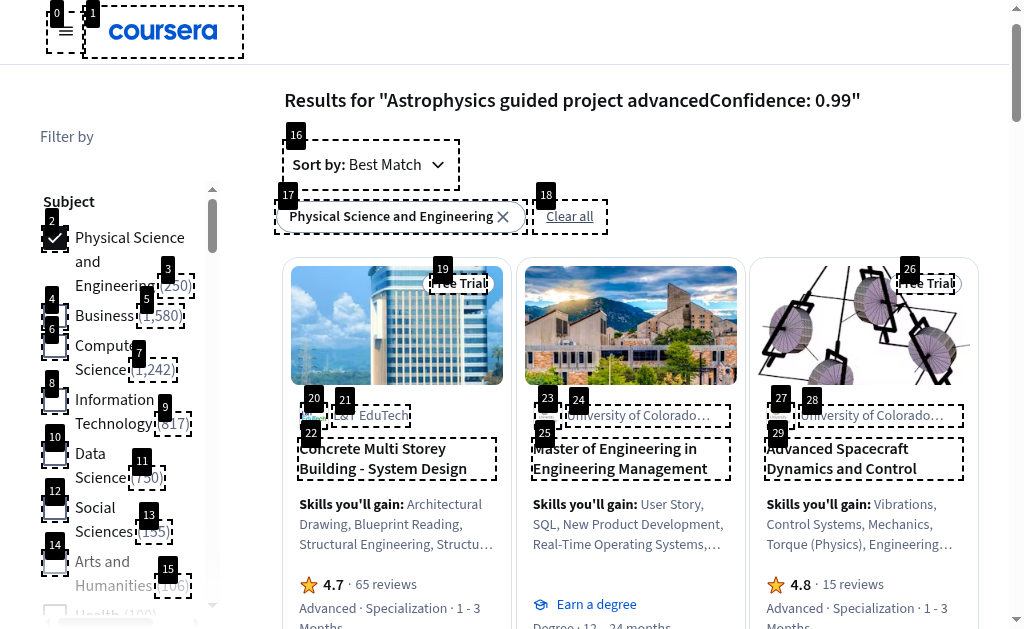 0
1
coursera
Results for "Astrophysics guided project advancedConfidence: 0.99"
Filter by
16
Sort by: Best Match
17
Physical Science and Engineering
18
Clear all
Subject
2
Physical Science
and
3
Engineering (250)
4
5
Business (1,580)
6
Computer
7
Science (1,242)
8
Information
9
Technology (817)
10
Data
11
Science (750)
12
Social
13
Sciences (155)
14
Arts and
15
Humanities (106)
Health
19
Free Trial
20
21
L&T EduTech
22
Concrete Multi Storey
Building - System Design
Skills you'll gain: Architectural
Drawing, Blueprint Reading,
Structural Engineering, Structu…
4.7 · 65 reviews
Advanced · Specialization · 1 - 3
Months
23
24
University of Colorado…
25
Master of Engineering in
Engineering Management
Skills you'll gain: User Story,
SQL, New Product Development,
Real-Time Operating Systems,…
Earn a degree
Degree · 12 - 24 months
26
Free Trial
27
28
University of Colorado…
29
Advanced Spacecraft
Dynamics and Control
Skills you'll gain: Vibrations,
Control Systems, Mechanics,
Torque (Physics), Engineering…
4.8 · 15 reviews
Advanced · Specialization · 1 - 3
Months